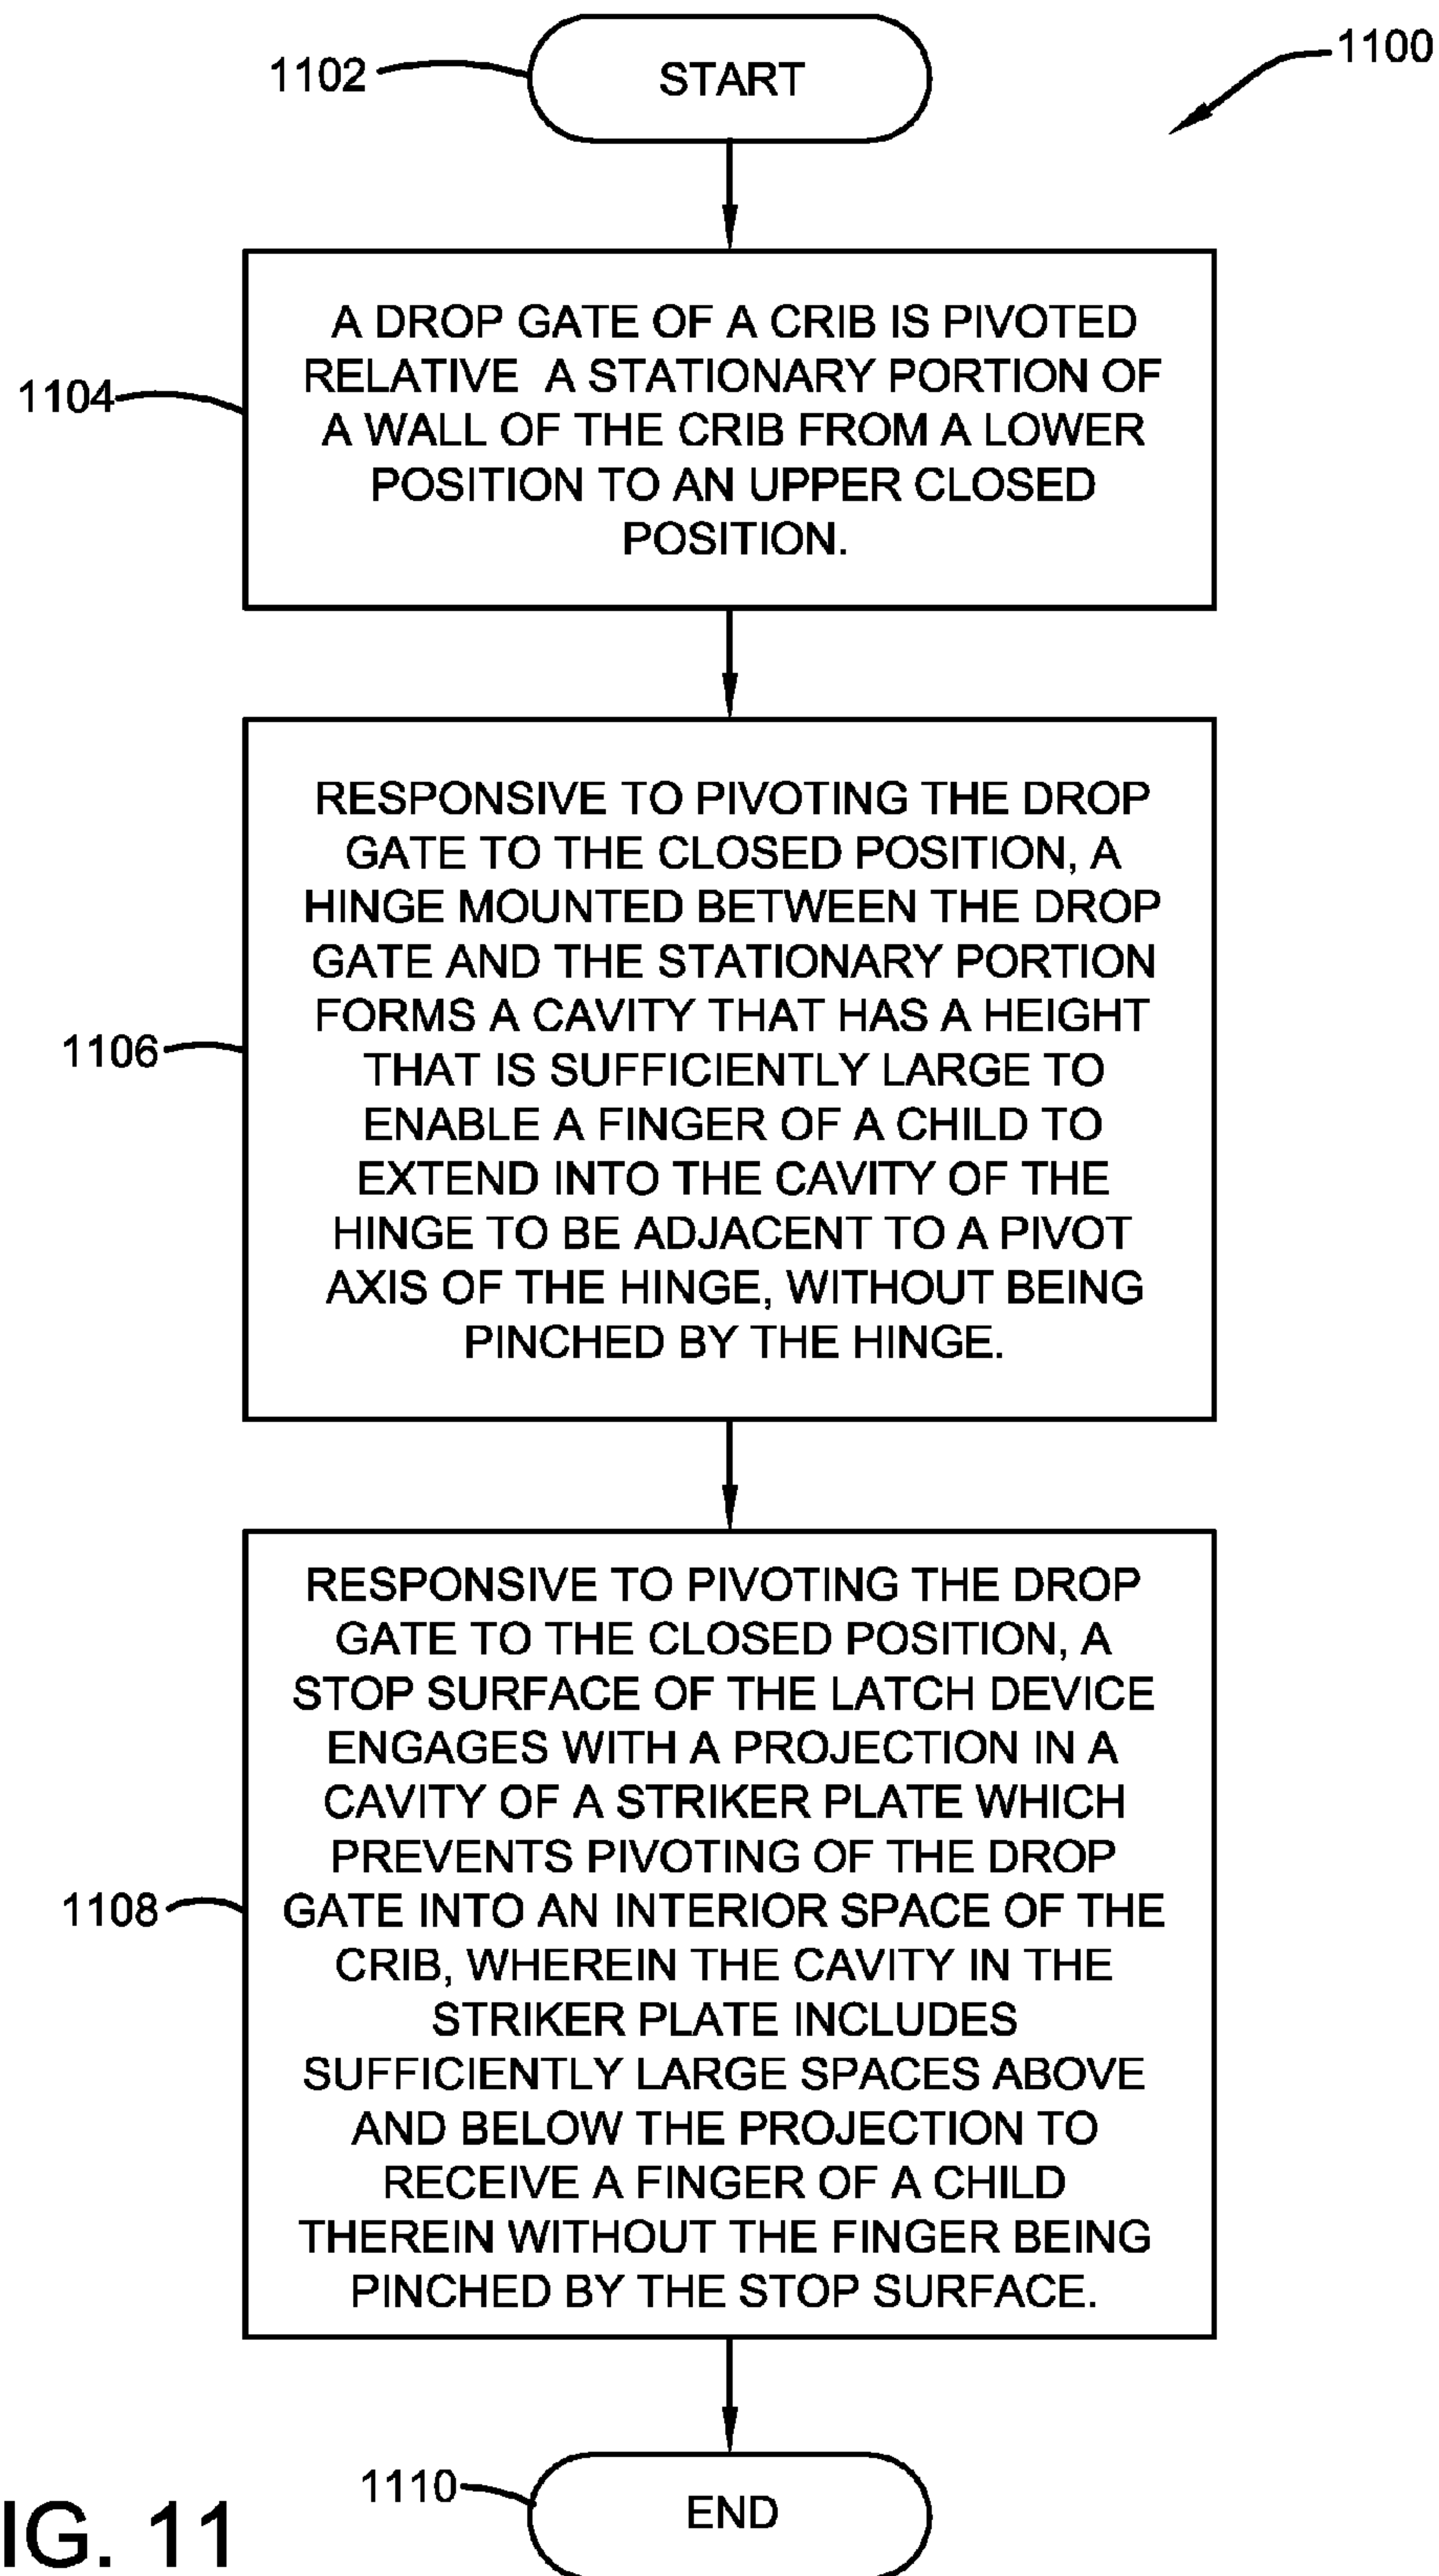 1100
1102
START
1104
A DROP GATE OF A CRIB IS PIVOTED
RELATIVE A STATIONARY PORTION OF
A WALL OF THE CRIB FROM A LOWER
POSITION TO AN UPPER CLOSED
POSITION.
1106
RESPONSIVE TO PIVOTING THE DROP
GATE TO THE CLOSED POSITION, A
HINGE MOUNTED BETWEEN THE DROP
GATE AND THE STATIONARY PORTION
FORMS A CAVITY THAT HAS A HEIGHT
THAT IS SUFFICIENTLY LARGE TO
ENABLE A FINGER OF A CHILD TO
EXTEND INTO THE CAVITY OF THE
HINGE TO BE ADJACENT TO A PIVOT
AXIS OF THE HINGE, WITHOUT BEING
PINCHED BY THE HINGE.
1108
RESPONSIVE TO PIVOTING THE DROP
GATE TO THE CLOSED POSITION, A
STOP SURFACE OF THE LATCH DEVICE
ENGAGES WITH A PROJECTION IN A
CAVITY OF A STRIKER PLATE WHICH
PREVENTS PIVOTING OF THE DROP
GATE INTO AN INTERIOR SPACE OF THE
CRIB, WHEREIN THE CAVITY IN THE
STRIKER PLATE INCLUDES
SUFFICIENTLY LARGE SPACES ABOVE
AND BELOW THE PROJECTION TO
RECEIVE A FINGER OF A CHILD
THEREIN WITHOUT THE FINGER BEING
PINCHED BY THE STOP SURFACE.
1110
END
IG. 11